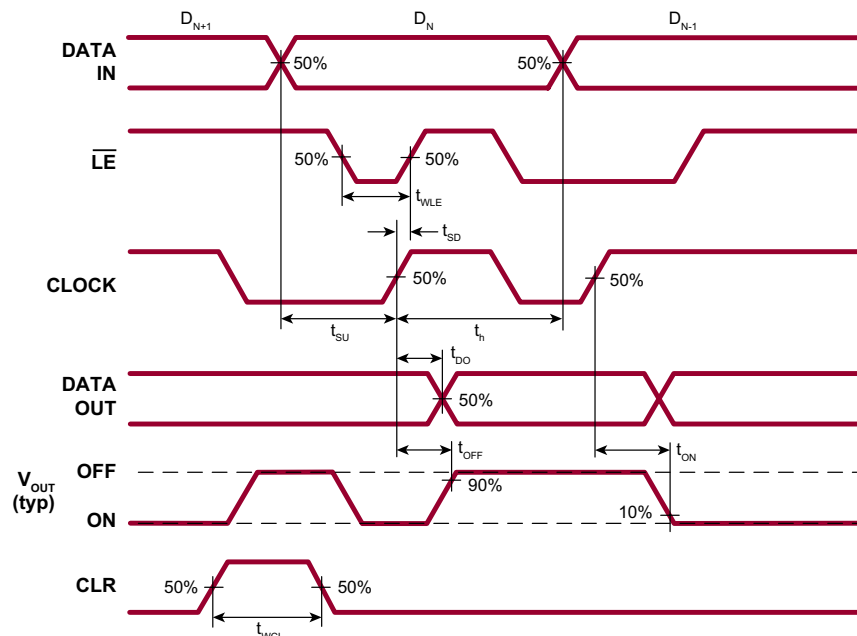 D_N+1 D_N D_N-1
DATA IN 50% 50%
LE 50% 50%
t_WLE
t_SD
CLOCK 50% 50%
t_SU t_h
t_DO
DATA OUT 50%
t_OFF t_ON
V_OUT (typ) OFF 90%
ON 10%
CLR 50% 50%
t_WCL